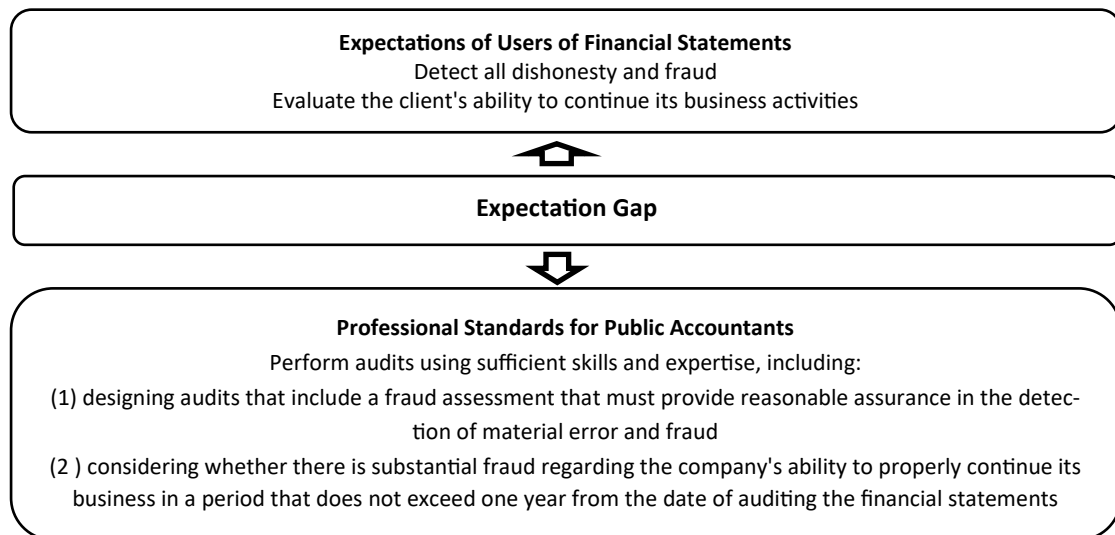 Expectations of Users of Financial Statements
Detect all dishonesty and fraud
Evaluate the client's ability to continue its business activities
Expectation Gap
Professional Standards for Public Accountants
Perform audits using sufficient skills and expertise, including:
(1) designing audits that include a fraud assessment that must provide reasonable assurance in the detec-
tion of material error and fraud
(2 ) considering whether there is substantial fraud regarding the company's ability to properly continue its
business in a period that does not exceed one year from the date of auditing the financial statements